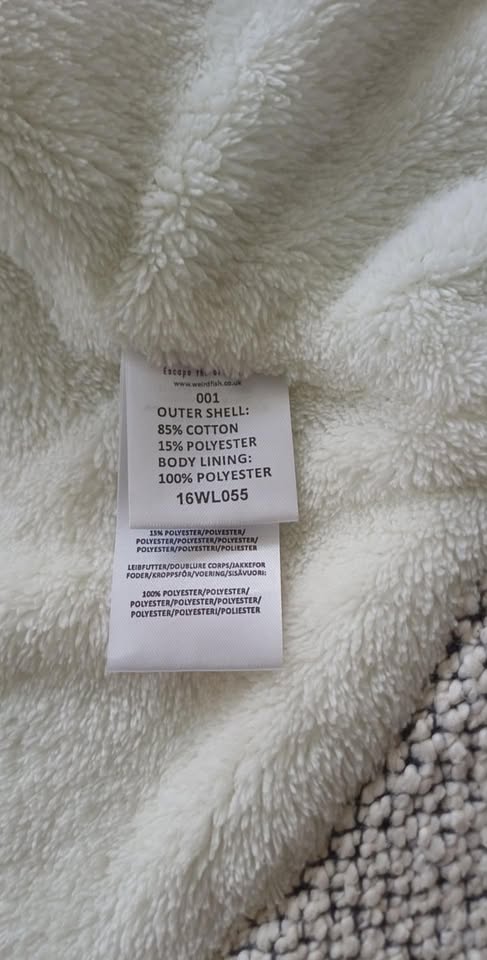 Escape the
www.weirdfish.co.uk
001
OUTER SHELL:
85% COTTON
15% POLYESTER
BODY LINING:
100% POLYESTER
16WL055
15% POLYESTER/POLYESTER/
POLYESTER/POLYESTER/POLYESTER/
POLYESTER/POLYESTERI/POLIESTER
LEIBFUTTER/DOUBLURE CORPS/JAKKEFOR
FODER/KROPPSFÖR/VOERING/SISÄVUORI:
100% POLYESTER/POLYESTER/
POLYESTER/POLYESTER/POLYESTER/
POLYESTER/POLYESTERI/POLIESTER